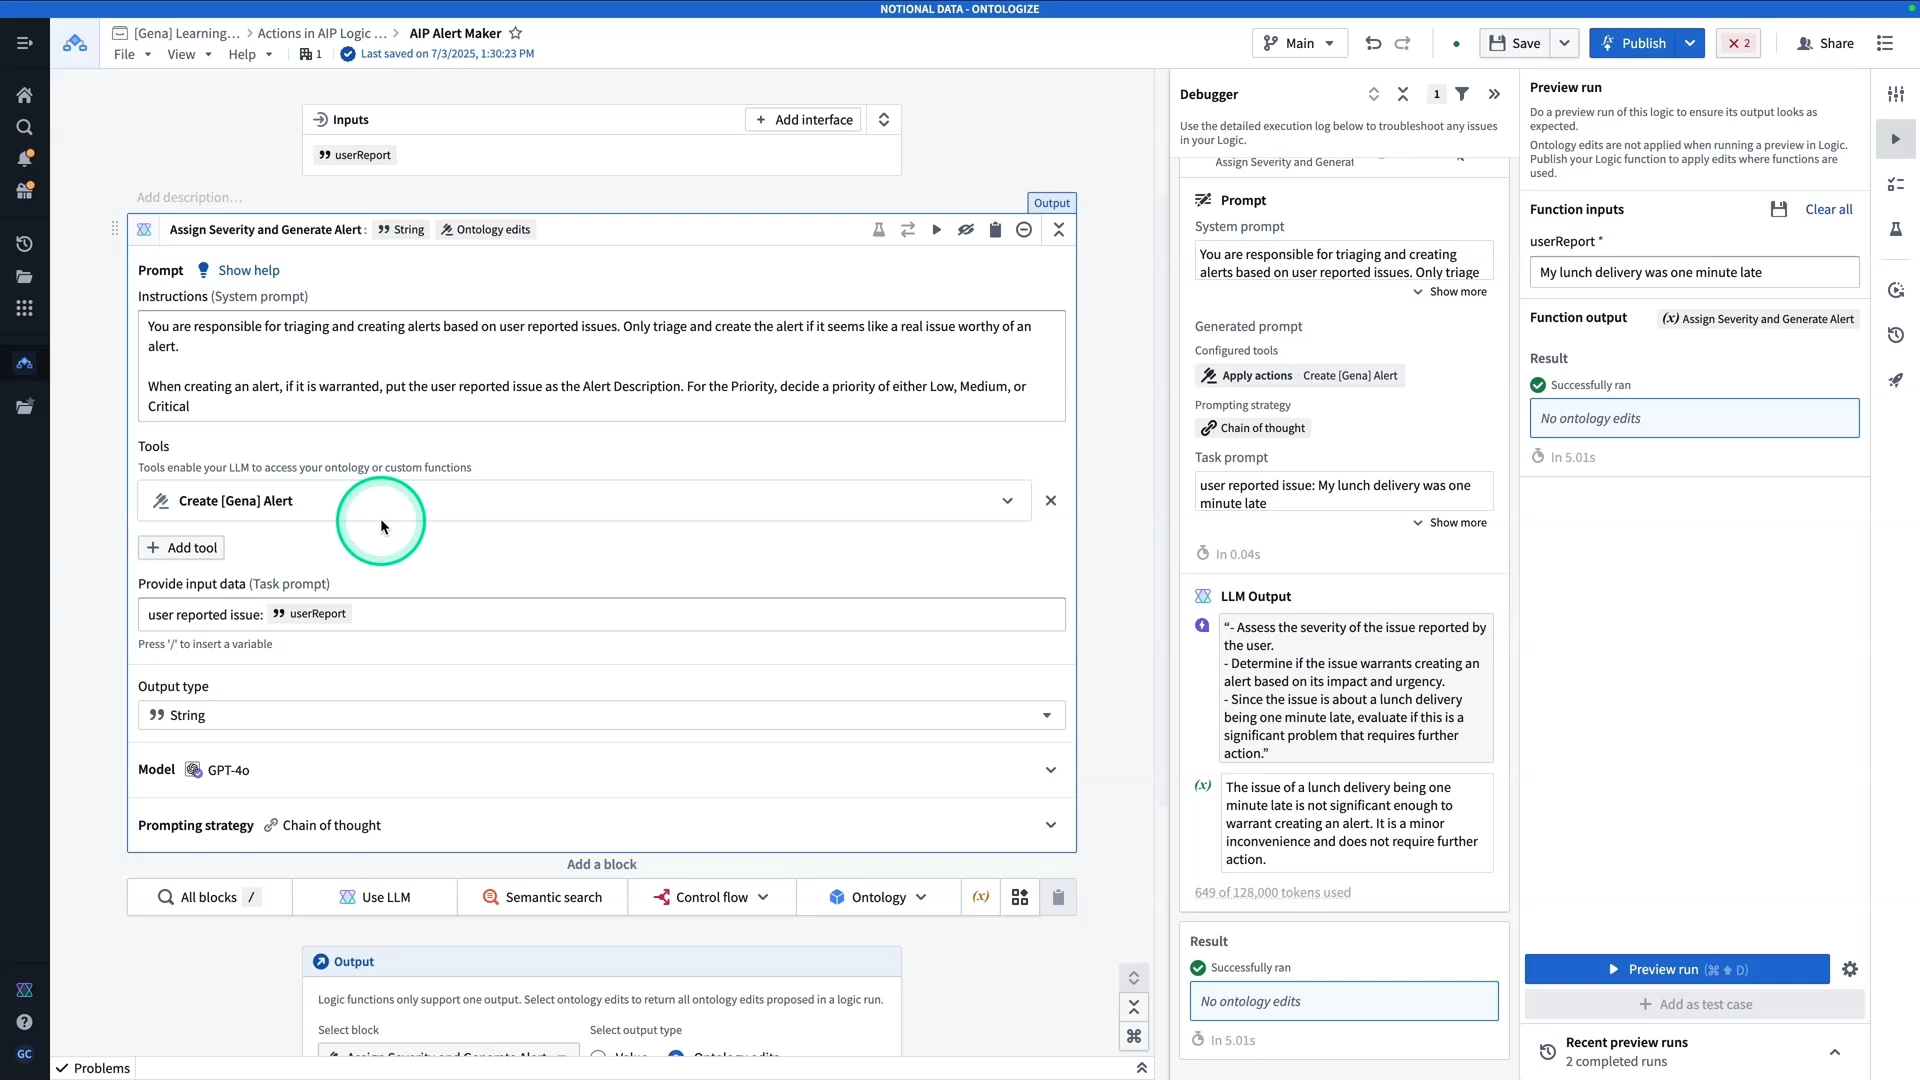 NOTIONAL DATA - ONTOLOGIZE
[Gena] Learning... > Actions in AIP Logic ... > AIP Alert Maker
File View Help 1 Last saved on 7/3/2025, 1:30:23 PM
Main
Save
Publish
2
Share
Inputs
Add interface
userReport
Add description...
Output
Assign Severity and Generate Alert : String Ontology edits
Prompt Show help
Instructions (System prompt)
You are responsible for triaging and creating alerts based on user reported issues. Only triage and create the alert if it seems like a real issue worthy of an
alert.
When creating an alert, if it is warranted, put the user reported issue as the Alert Description. For the Priority, decide a priority of either Low, Medium, or
Critical
Tools
Tools enable your LLM to access your ontology or custom functions
Create [Gena] Alert
Add tool
Provide input data (Task prompt)
user reported issue: userReport
Press '/' to insert a variable
Output type
String
Model GPT-4o
Prompting strategy Chain of thought
Add a block
All blocks /
Use LLM
Semantic search
Control flow
Ontology
(x)
Output
Logic functions only support one output. Select ontology edits to return all ontology edits proposed in a logic run.
Select block
Select output type
Assign Severity and Generate Alert
Value
Ontology edits
Problems
GC
Debugger
1
Use the detailed execution log below to troubleshoot any issues
in your Logic.
Assign Severity and Generat
Prompt
System prompt
You are responsible for triaging and creating
alerts based on user reported issues. Only triage
Show more
Generated prompt
Configured tools
Apply actions Create [Gena] Alert
Prompting strategy
Chain of thought
Task prompt
user reported issue: My lunch delivery was one
minute late
Show more
In 0.04s
LLM Output
“- Assess the severity of the issue reported by
the user.
- Determine if the issue warrants creating an
alert based on its impact and urgency.
- Since the issue is about a lunch delivery
being one minute late, evaluate if this is a
significant problem that requires further
action.”
(x) The issue of a lunch delivery being one
minute late is not significant enough to
warrant creating an alert. It is a minor
inconvenience and does not require further
action.
649 of 128,000 tokens used
Result
Successfully ran
No ontology edits
In 5.01s
Preview run
Do a preview run of this logic to ensure its output looks as
expected.
Ontology edits are not applied when running a preview in Logic.
Publish your Logic function to apply edits where functions are
used.
Function inputs
Clear all
userReport *
My lunch delivery was one minute late
Function output (x) Assign Severity and Generate Alert
Result
Successfully ran
No ontology edits
In 5.01s
Preview run (⌘⇧D)
Add as test case
Recent preview runs
2 completed runs